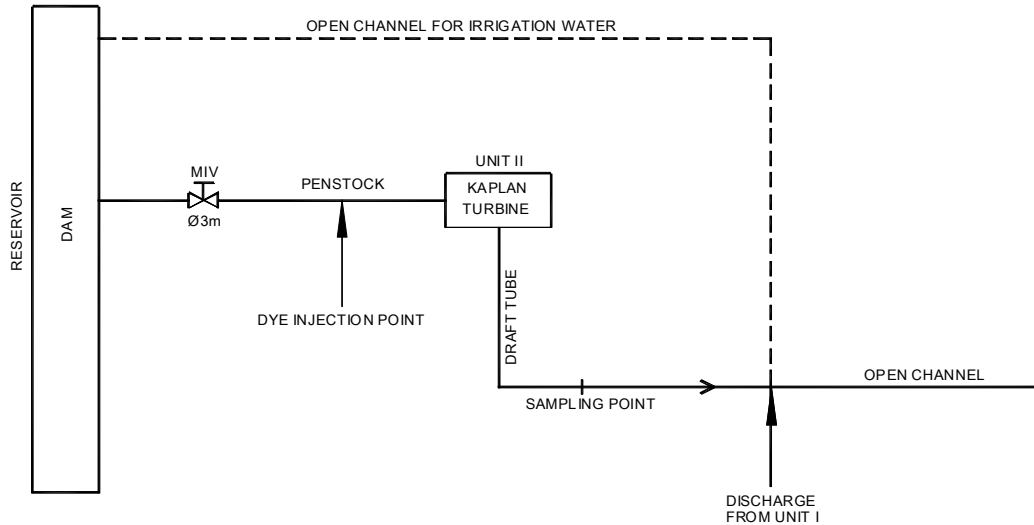 OPEN CHANNEL FOR IRRIGATION WATER
RESERVOIR
DAM
MIV
Ø3m
PENSTOCK
UNIT II
KAPLAN
TURBINE
DYE INJECTION POINT
DRAFT TUBE
SAMPLING POINT
OPEN CHANNEL
DISCHARGE
FROM UNIT I